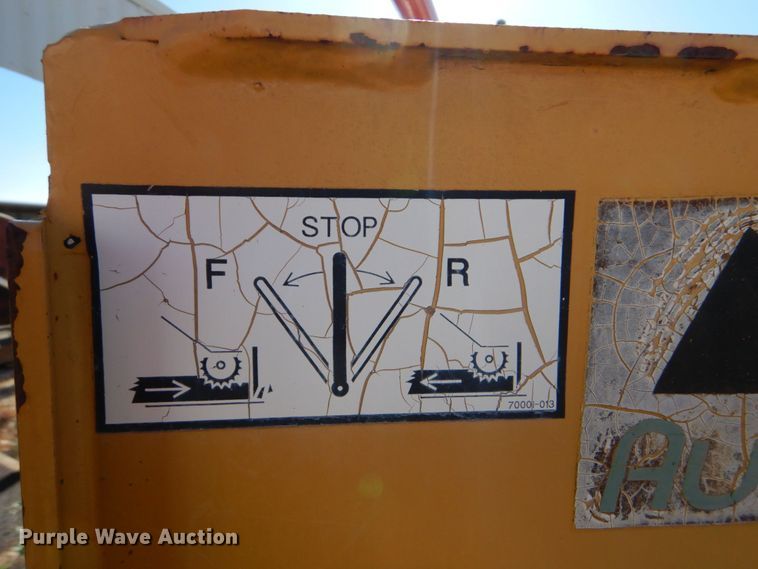 STOP
F R
7000-013
AU
Purple Wave Auction®